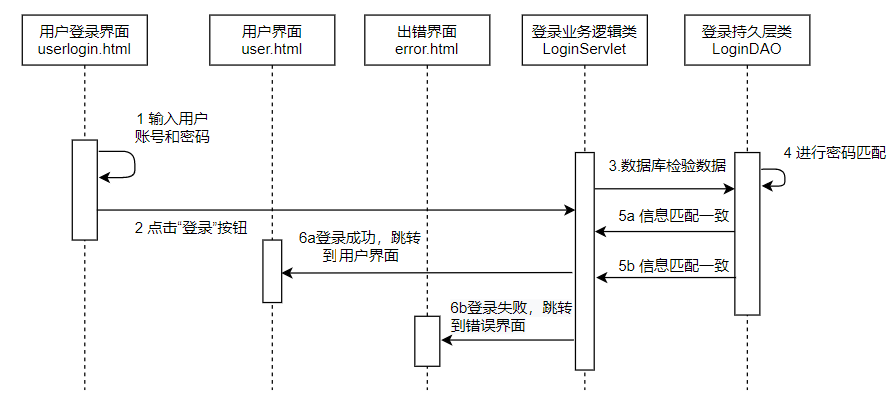 用户登录界面
userlogin.html
用户界面
user.html
出错界面
error.html
登录业务逻辑类
LoginServlet
登录持久层类
LoginDAO
1 输入用户
账号和密码
4 进行密码匹配
3.数据库检验数据
2 点击“登录”按钮
5a 信息匹配一致
6a登录成功，跳转
到用户界面
5b 信息匹配一致
6b登录失败，跳转
到错误界面